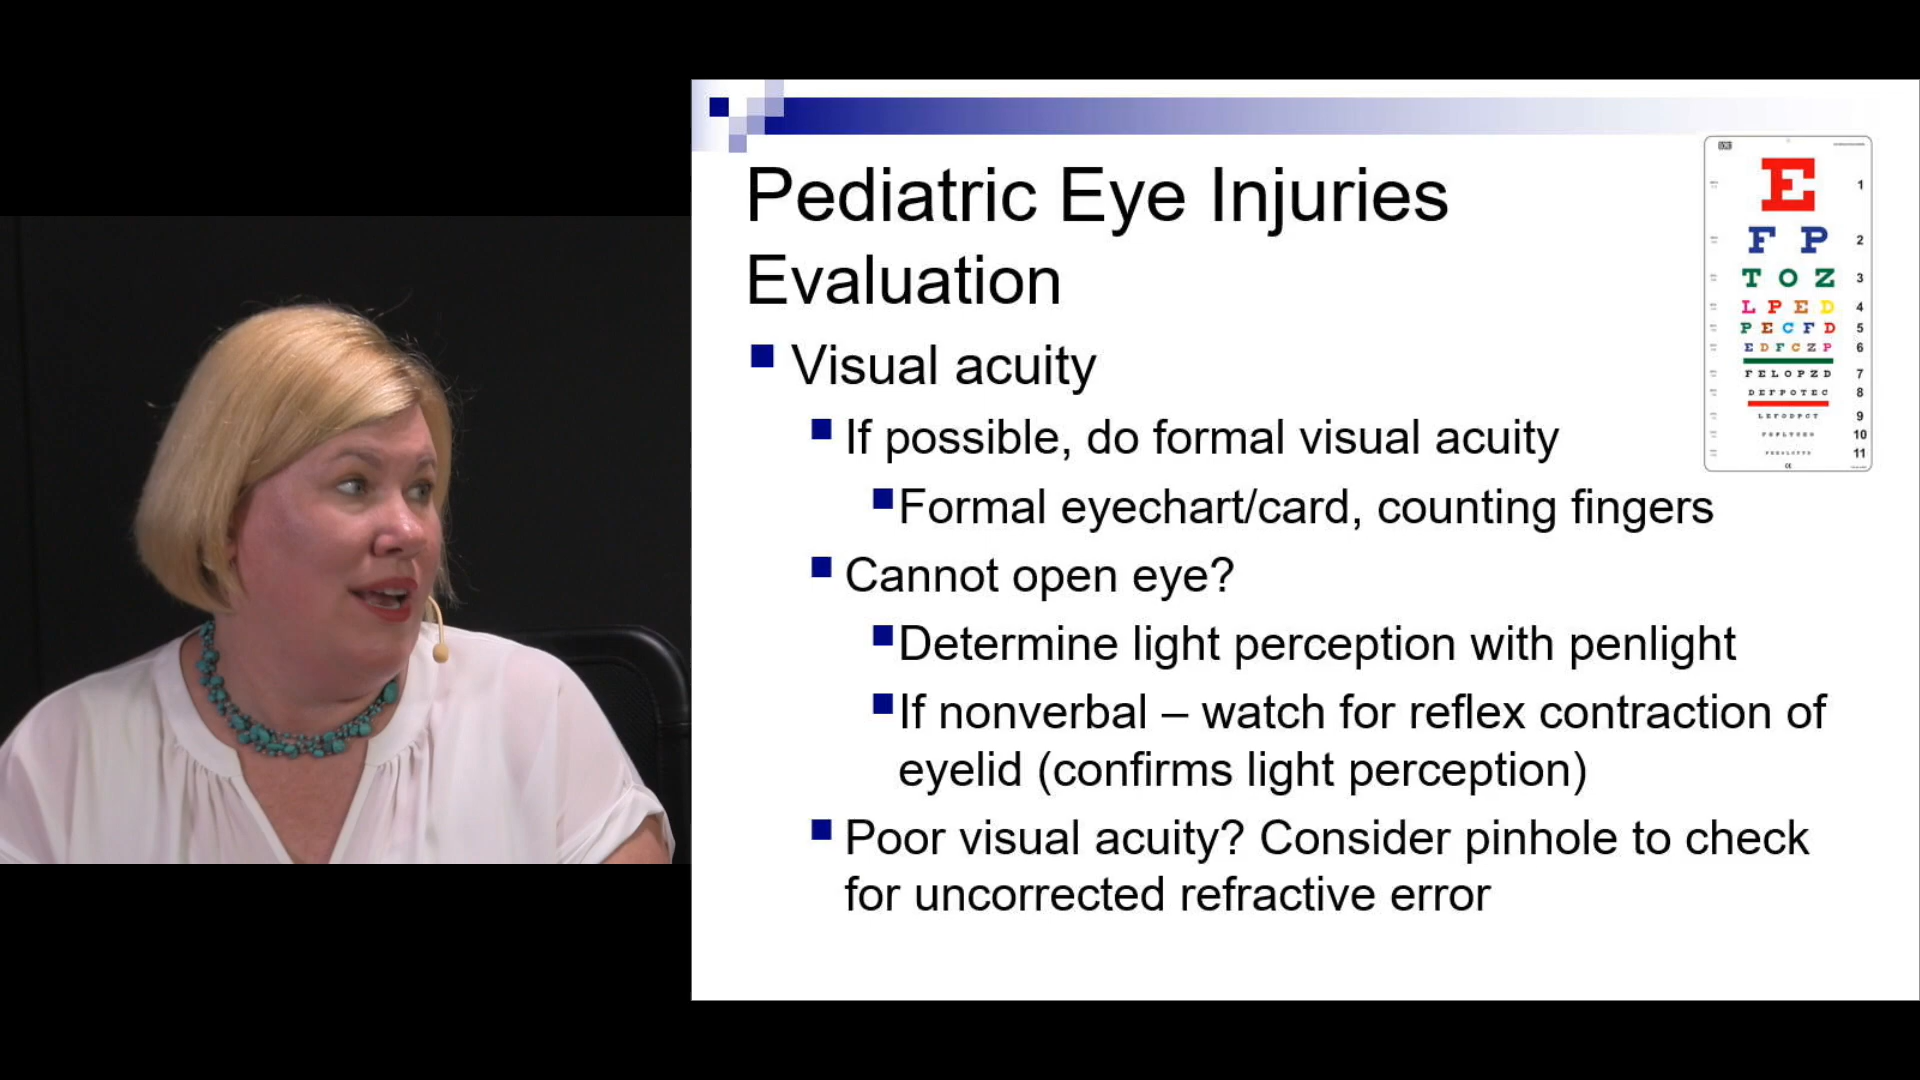 Pediatric Eye Injuries
Evaluation
Visual acuity
If possible, do formal visual acuity
Formal eyechart/card, counting fingers
Cannot open eye?
Determine light perception with penlight
If nonverbal – watch for reflex contraction of
eyelid (confirms light perception)
Poor visual acuity? Consider pinhole to check
for uncorrected refractive error
E 1
F P 2
T O Z 3
L P E D 4
P E C F D 5
E D F C Z P 6
F E L O P Z D 7
D E F P O T E C 8
L E F O D P C T 9
10
11